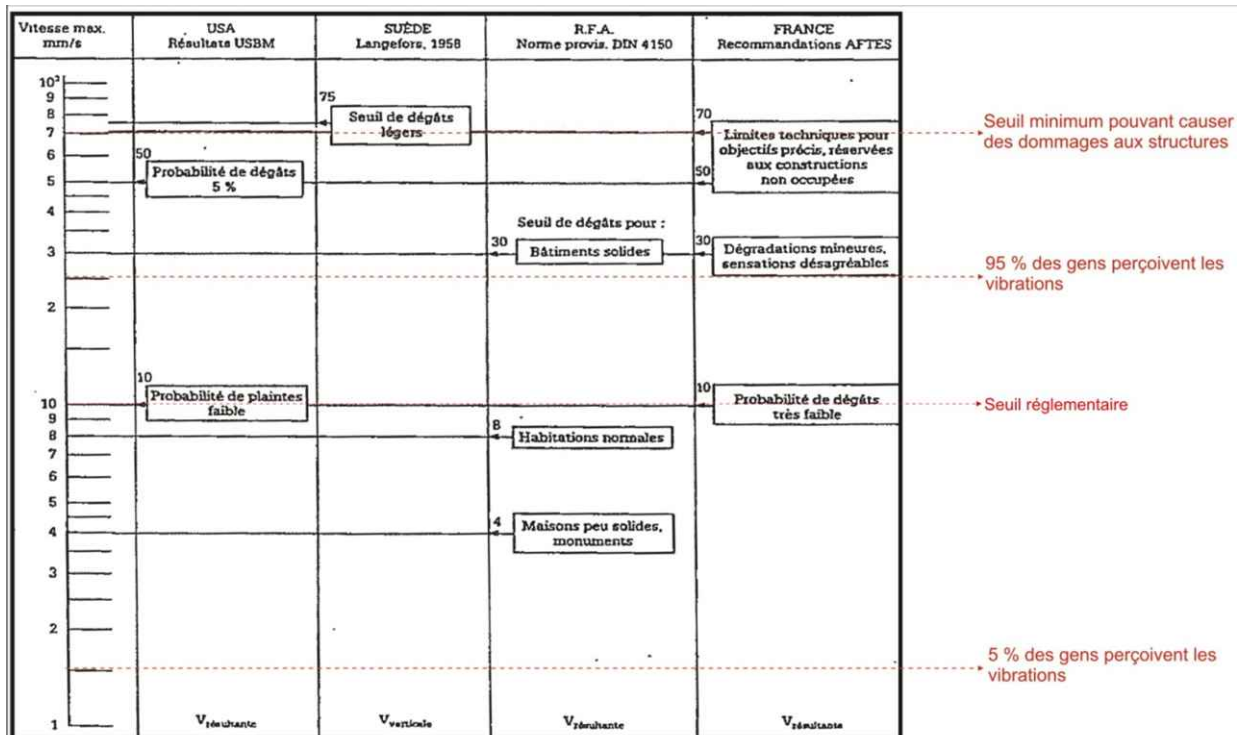 Vitesse max.
mm/s
USA
Résultats USBM
SUÈDE
Langefors, 1958
R.F.A.
Norme provis. DIN 4150
FRANCE
Recommandations AFTES
10²
9
8
7
6
5
4
3
2
10
9
8
7
6
5
4
3
2
1
75
Seuil de dégâts
légers
70
Limites techniques pour
objectifs précis, réservées
aux constructions
non occupées
50
50
Probabilité de dégâts
5 %
Seuil de dégâts pour :
30
Bâtiments solides
30
Dégradations mineures,
sensations désagréables
10
Probabilité de plaintes
faible
10
Probabilité de dégâts
très faible
8
Habitations normales
4
Maisons peu solides,
monuments
Vrésultante
Vverticale
Vrésultante
Vrésultante
Seuil minimum pouvant causer
des dommages aux structures
95 % des gens perçoivent les
vibrations
Seuil réglementaire
5 % des gens perçoivent les
vibrations